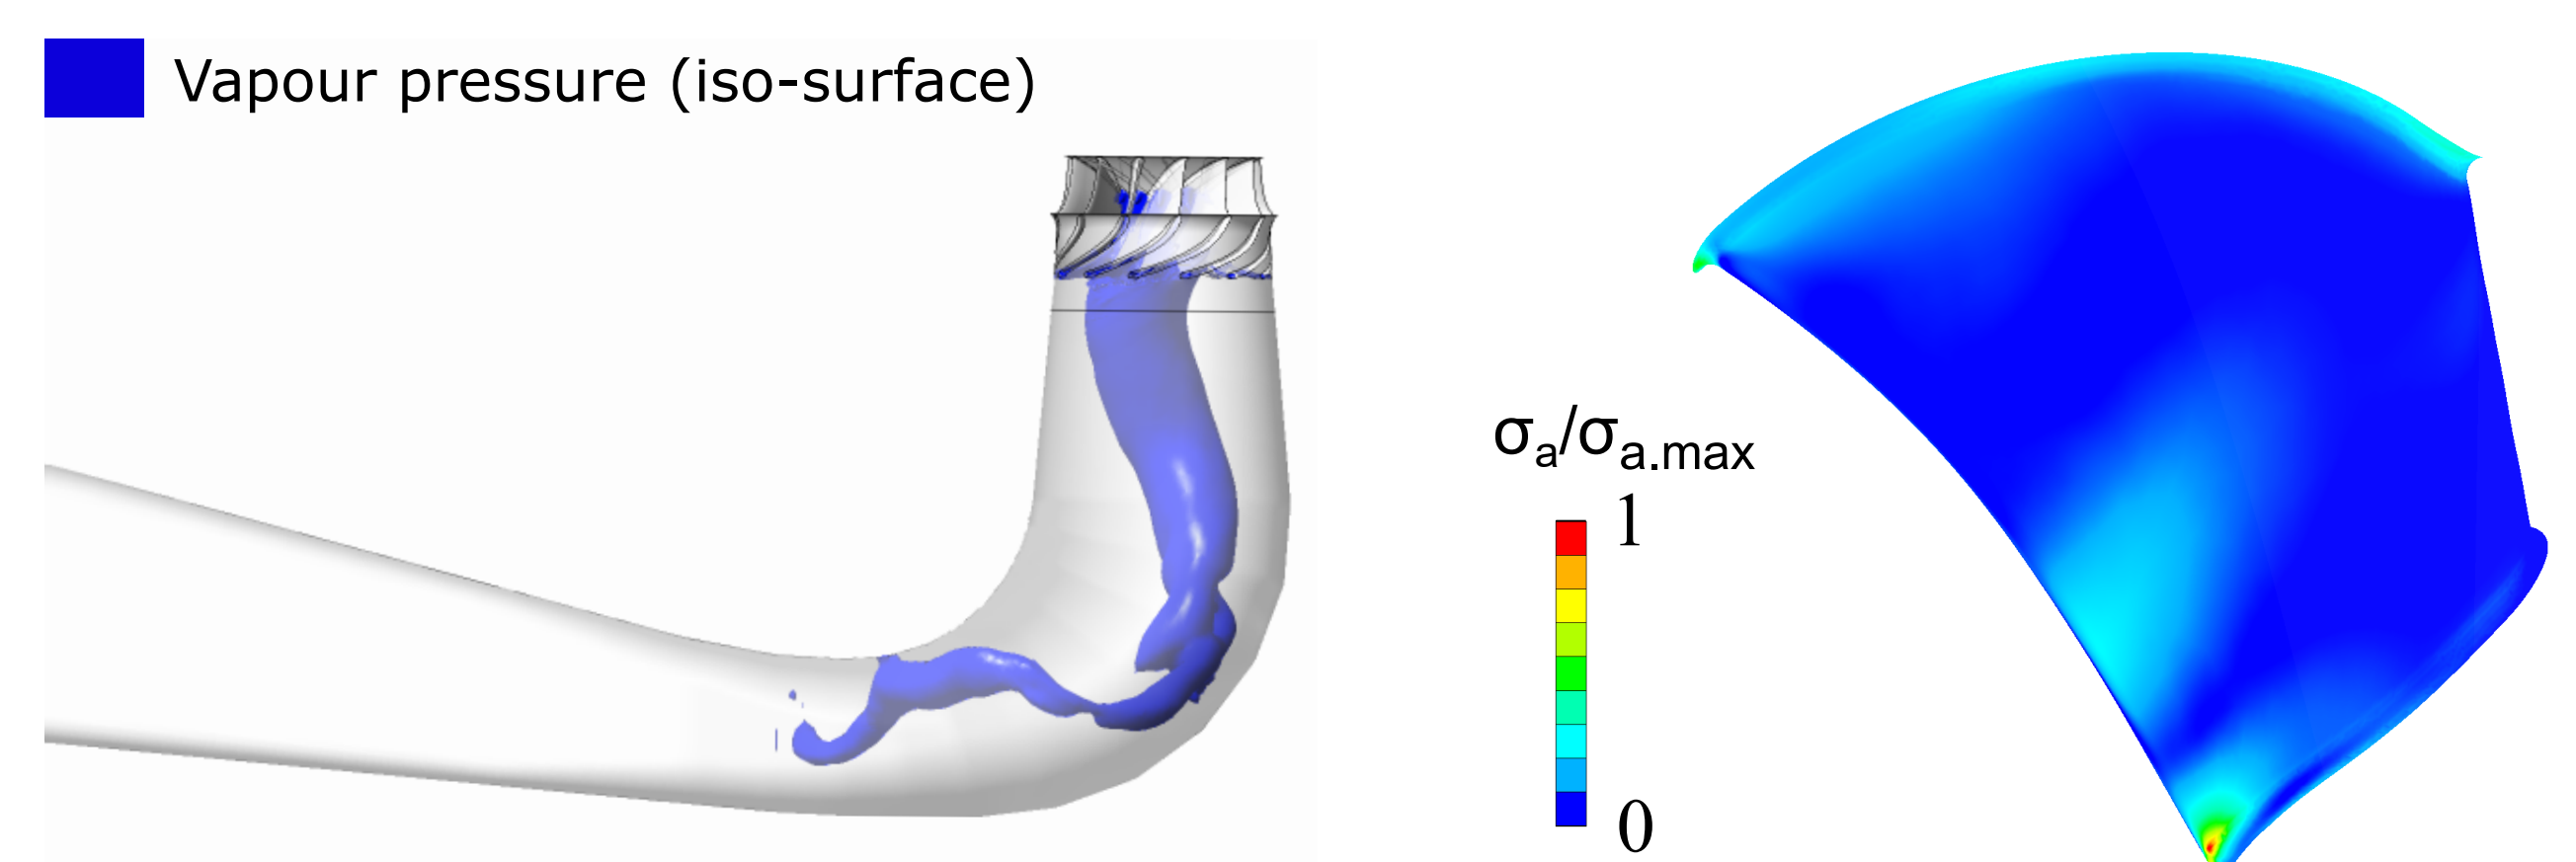 Vapour pressure (iso-surface)
σa/σa.max
1
0